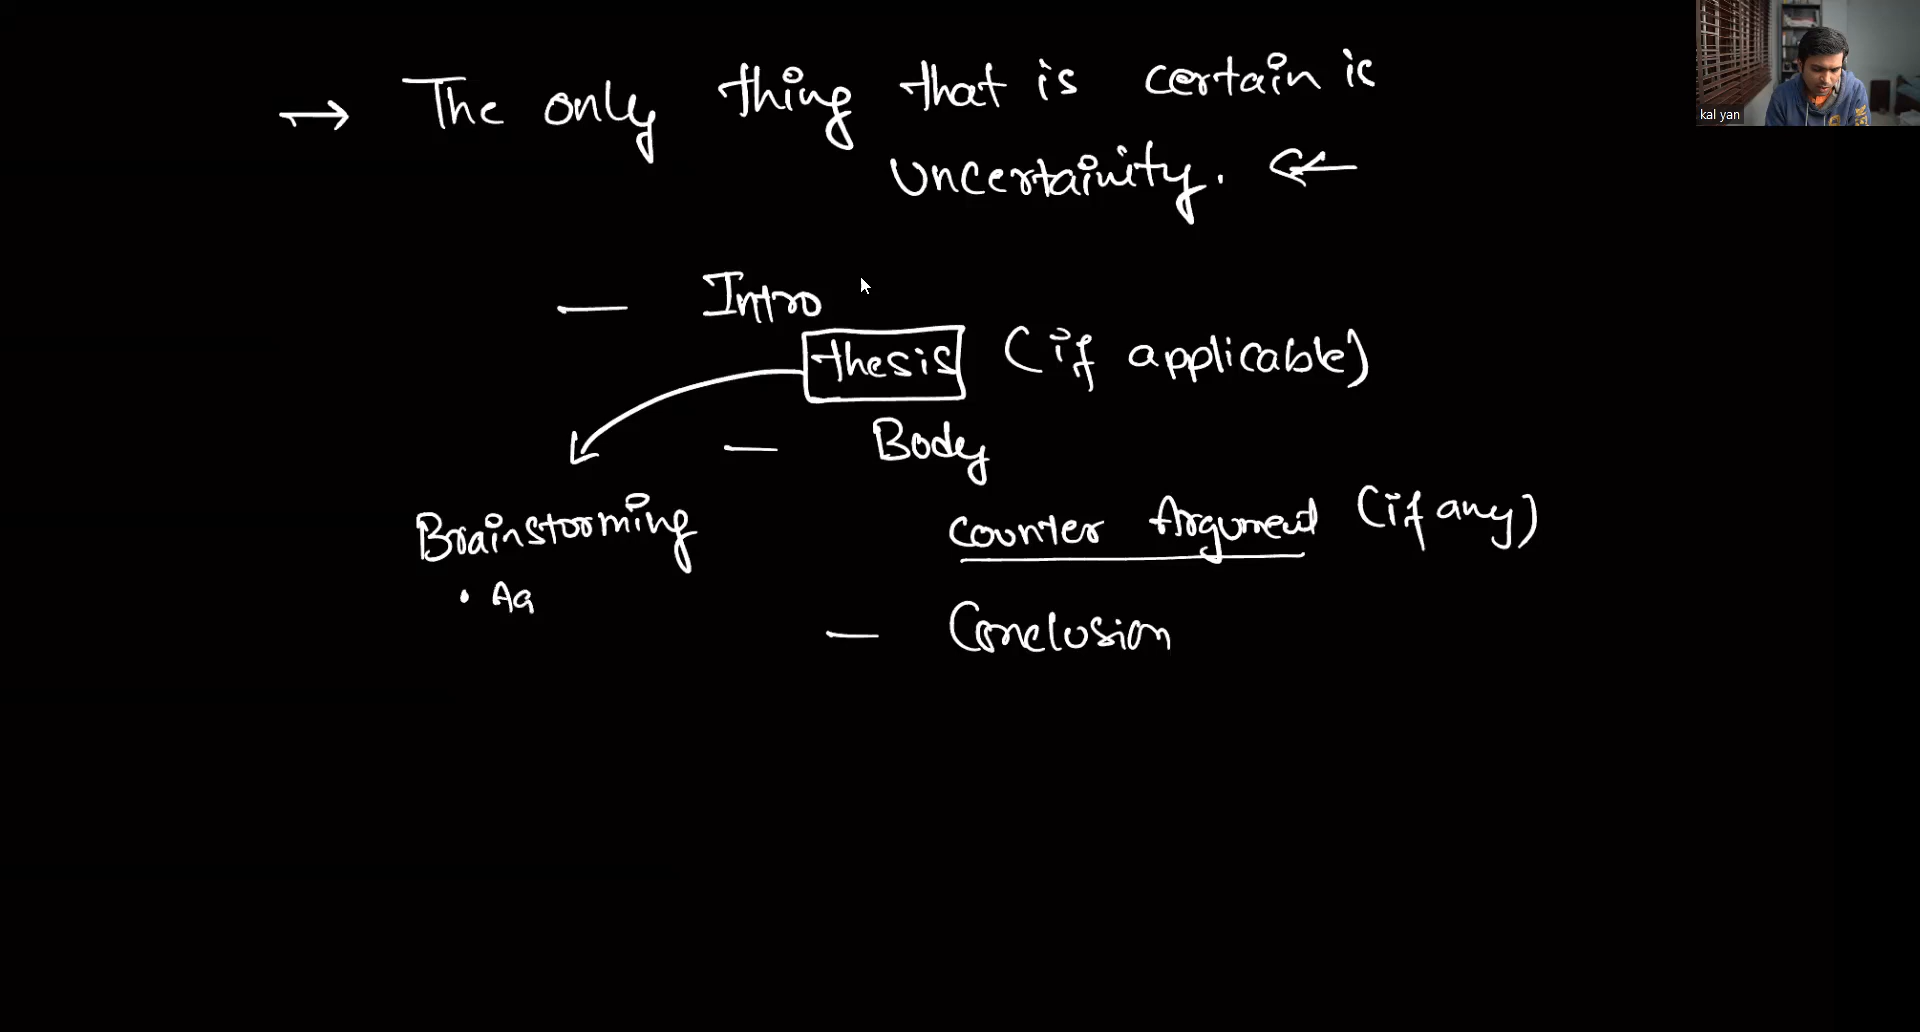 → The only thing that is certain is
uncertainity. ←
kal yan
— Intro
thesis (if applicable)
— Body
Brainstorming
counter Argument (if any)
• Aa
— Conclusion